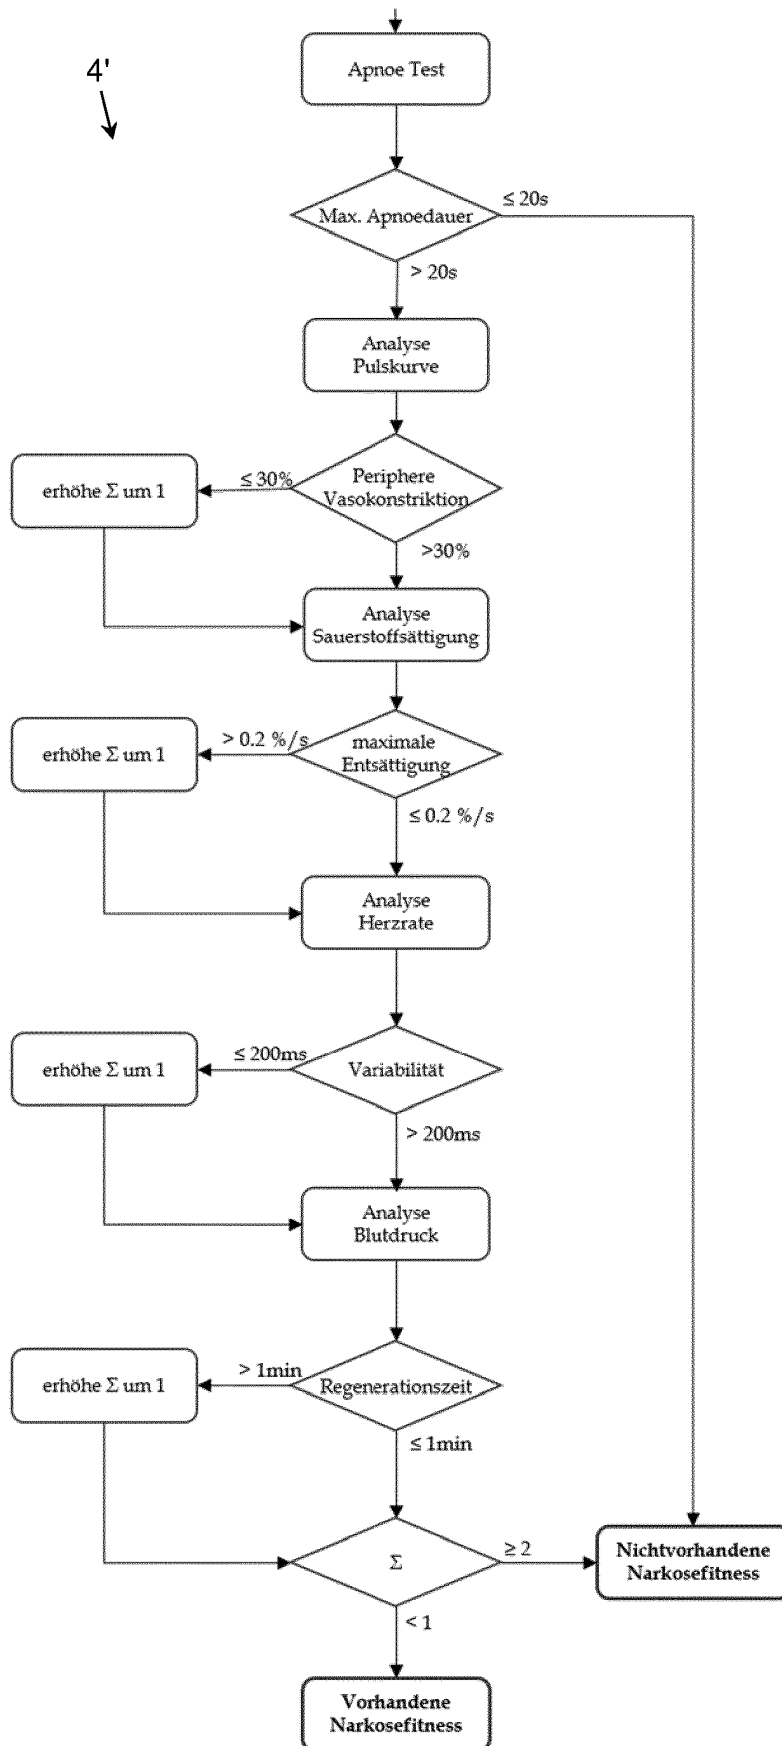 4'
Apnoe Test
Max. Apnoedauer
≤ 20s
> 20s
Analyse
Pulskurve
Periphere
Vasokonstriktion
≤ 30%
erhöhe Σ um 1
>30%
Analyse
Sauerstoffsättigung
maximale
Entsättigung
> 0.2 %/s
erhöhe Σ um 1
≤ 0.2 %/s
Analyse
Herzrate
Variabilität
≤ 200ms
erhöhe Σ um 1
> 200ms
Analyse
Blutdruck
Regenerationszeit
> 1min
erhöhe Σ um 1
≤ 1min
Σ
≥ 2
Nichtvorhandene
Narkosefitness
< 1
Vorhandene
Narkosefitness